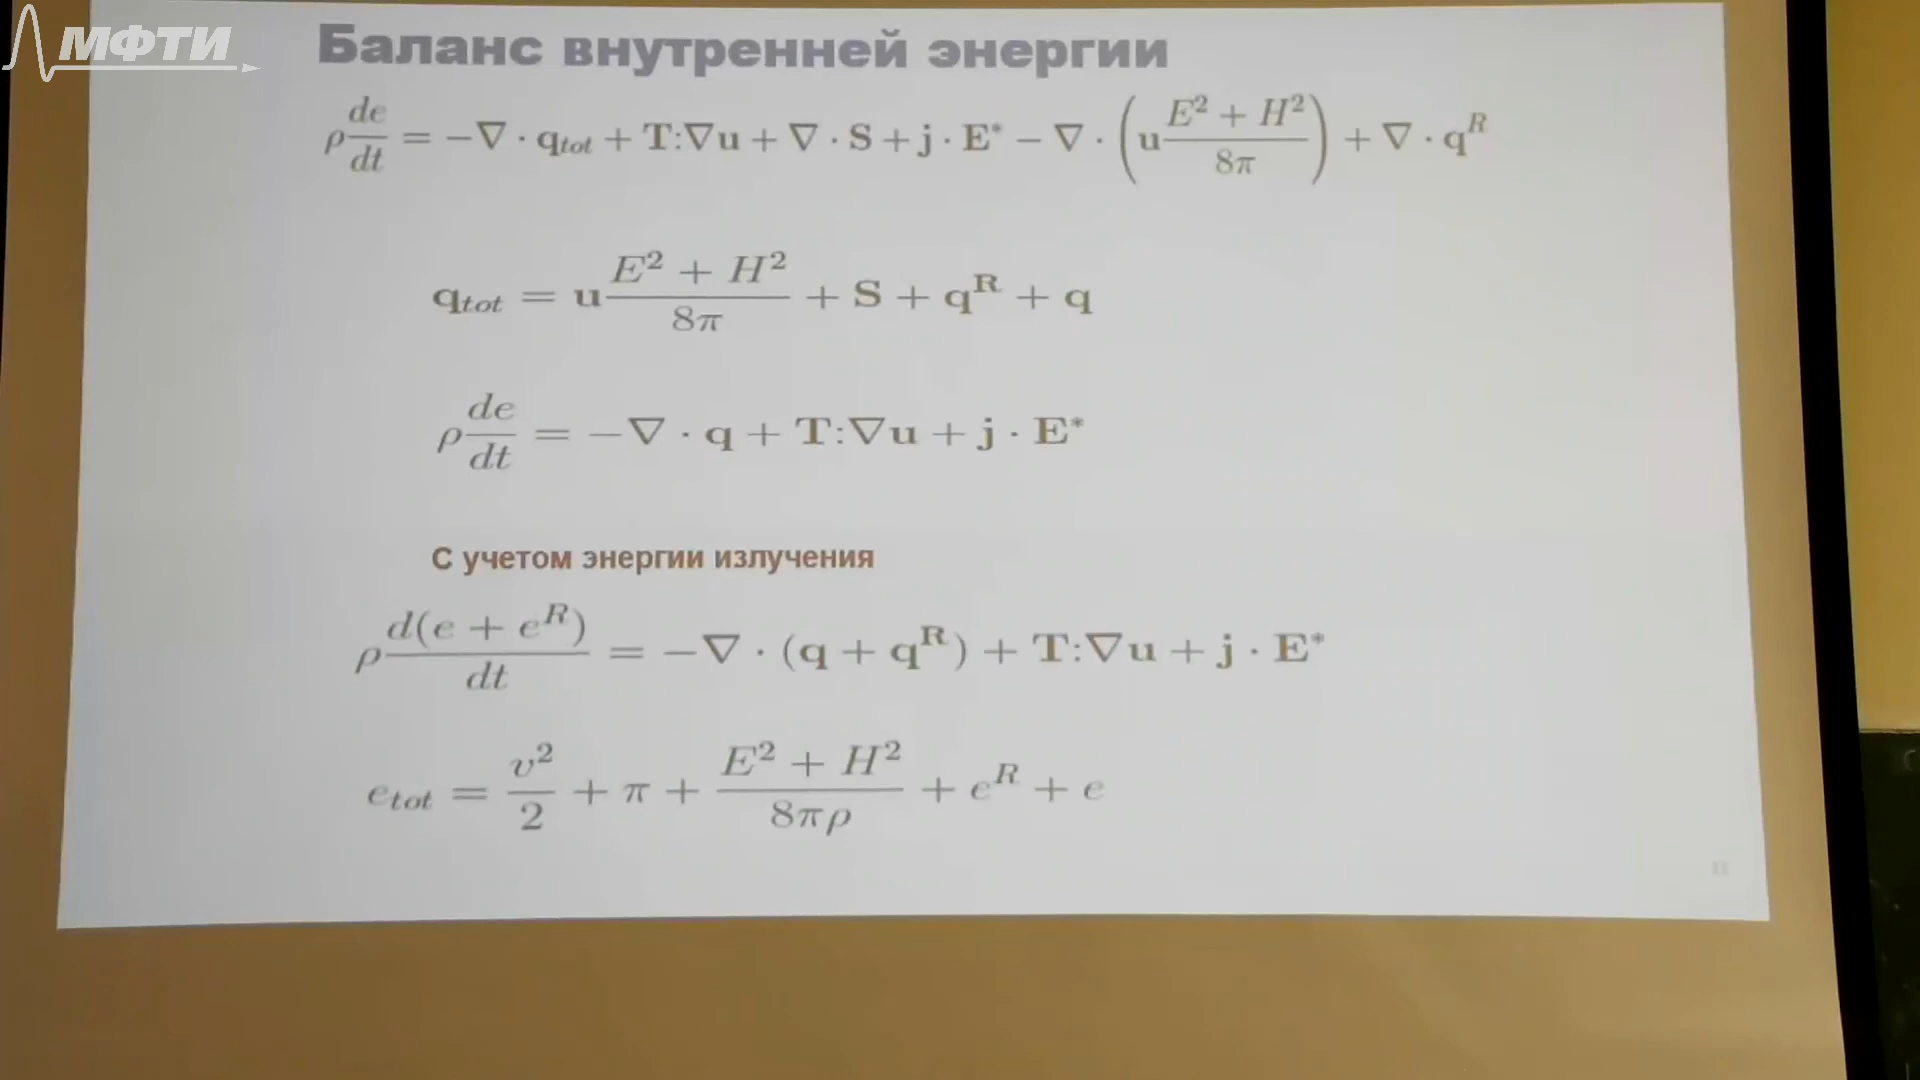 МФТИ
Баланс внутренней энергии
ρ de/dt = −∇ · q_tot + T:∇u + ∇ · S + j · E* − ∇ · (u (E² + H²)/8π) + ∇ · q^R
q_tot = u (E² + H²)/8π + S + q^R + q
ρ de/dt = −∇ · q + T:∇u + j · E*
С учетом энергии излучения
ρ d(e + e^R)/dt = −∇ · (q + q^R) + T:∇u + j · E*
e_tot = v²/2 + π + (E² + H²)/8πρ + e^R + e